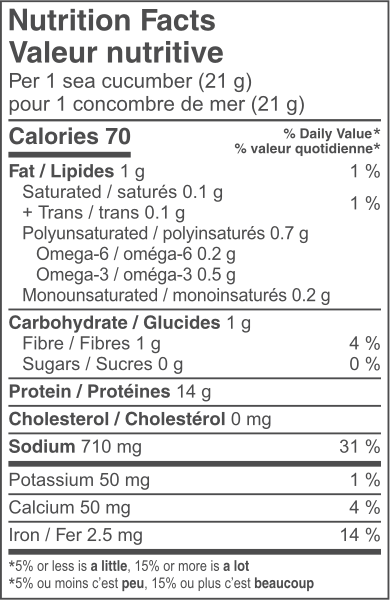 Nutrition Facts
Valeur nutritive
Per 1 sea cucumber (21 g)
pour 1 concombre de mer (21 g)
Calories 70
% Daily Value*
% valeur quotidienne*
Fat / Lipides 1 g 1 %
Saturated / saturés 0.1 g
+ Trans / trans 0.1 g 1 %
Polyunsaturated / polyinsaturés 0.7 g
Omega-6 / oméga-6 0.2 g
Omega-3 / oméga-3 0.5 g
Monounsaturated / monoinsaturés 0.2 g
Carbohydrate / Glucides 1 g
Fibre / Fibres 1 g 4 %
Sugars / Sucres 0 g 0 %
Protein / Protéines 14 g
Cholesterol / Cholestérol 0 mg
Sodium 710 mg 31 %
Potassium 50 mg 1 %
Calcium 50 mg 4 %
Iron / Fer 2.5 mg 14 %
*5% or less is a little, 15% or more is a lot
*5% ou moins c'est peu, 15% ou plus c'est beaucoup